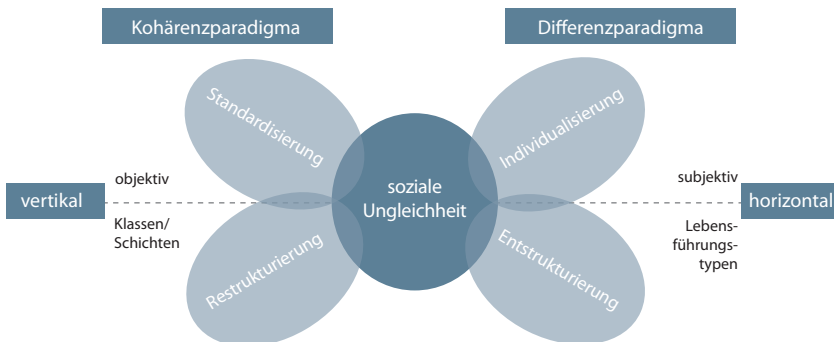 Kohärenzparadigma
Differenzparadigma
Standardisierung
Individualisierung
objektiv
subjektiv
vertikal
soziale
Ungleichheit
horizontal
Klassen/
Schichten
Lebens-
führungs-
typen
Restrukturierung
Entstrukturierung